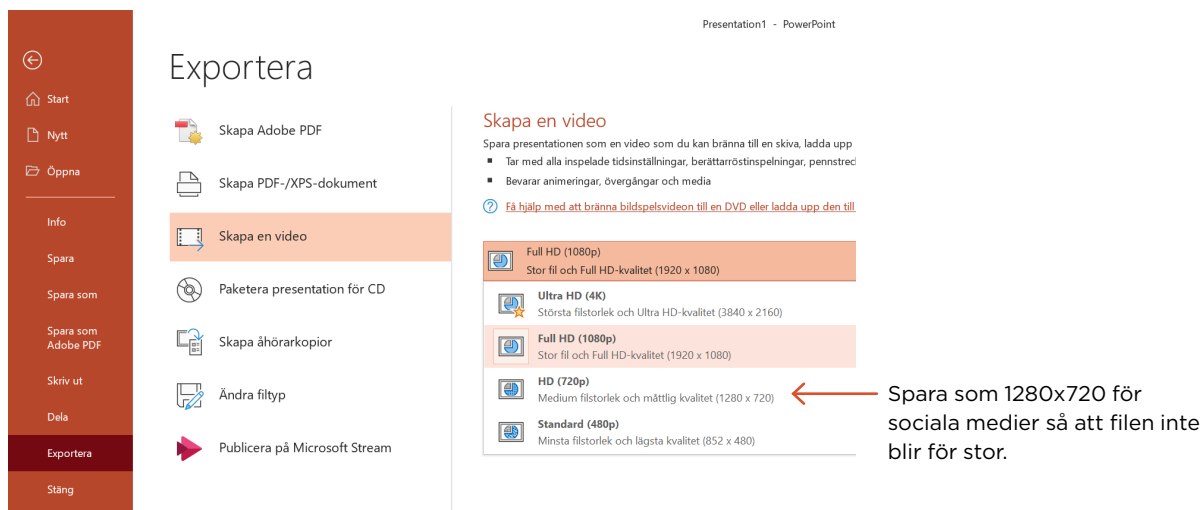 Presentation1 - PowerPoint
Start
Nytt
Öppna
Info
Spara
Spara som
Spara som
Adobe PDF
Skriv ut
Dela
Exportera
Stäng
Exportera
Skapa Adobe PDF
Skapa PDF-/XPS-dokument
Skapa en video
Paketera presentation för CD
Skapa åhörarkopior
Ändra filtyp
Publicera på Microsoft Stream
Skapa en video
Spara presentationen som en video som du kan bränna till en skiva, ladda upp
Tar med alla inspelade tidsinställningar, berättarröstinspelningar, pennstrecl
Bevarar animeringar, övergångar och media
Få hjälp med att bränna bildspelsvideon till en DVD eller ladda upp den till
Full HD (1080p)
Stor fil och Full HD-kvalitet (1920 x 1080)
Ultra HD (4K)
Största filstorlek och Ultra HD-kvalitet (3840 x 2160)
Full HD (1080p)
Stor fil och Full HD-kvalitet (1920 x 1080)
HD (720p)
Medium filstorlek och måttlig kvalitet (1280 x 720)
Standard (480p)
Minsta filstorlek och lägsta kvalitet (852 x 480)
Spara som 1280x720 för
sociala medier så att filen inte
blir för stor.